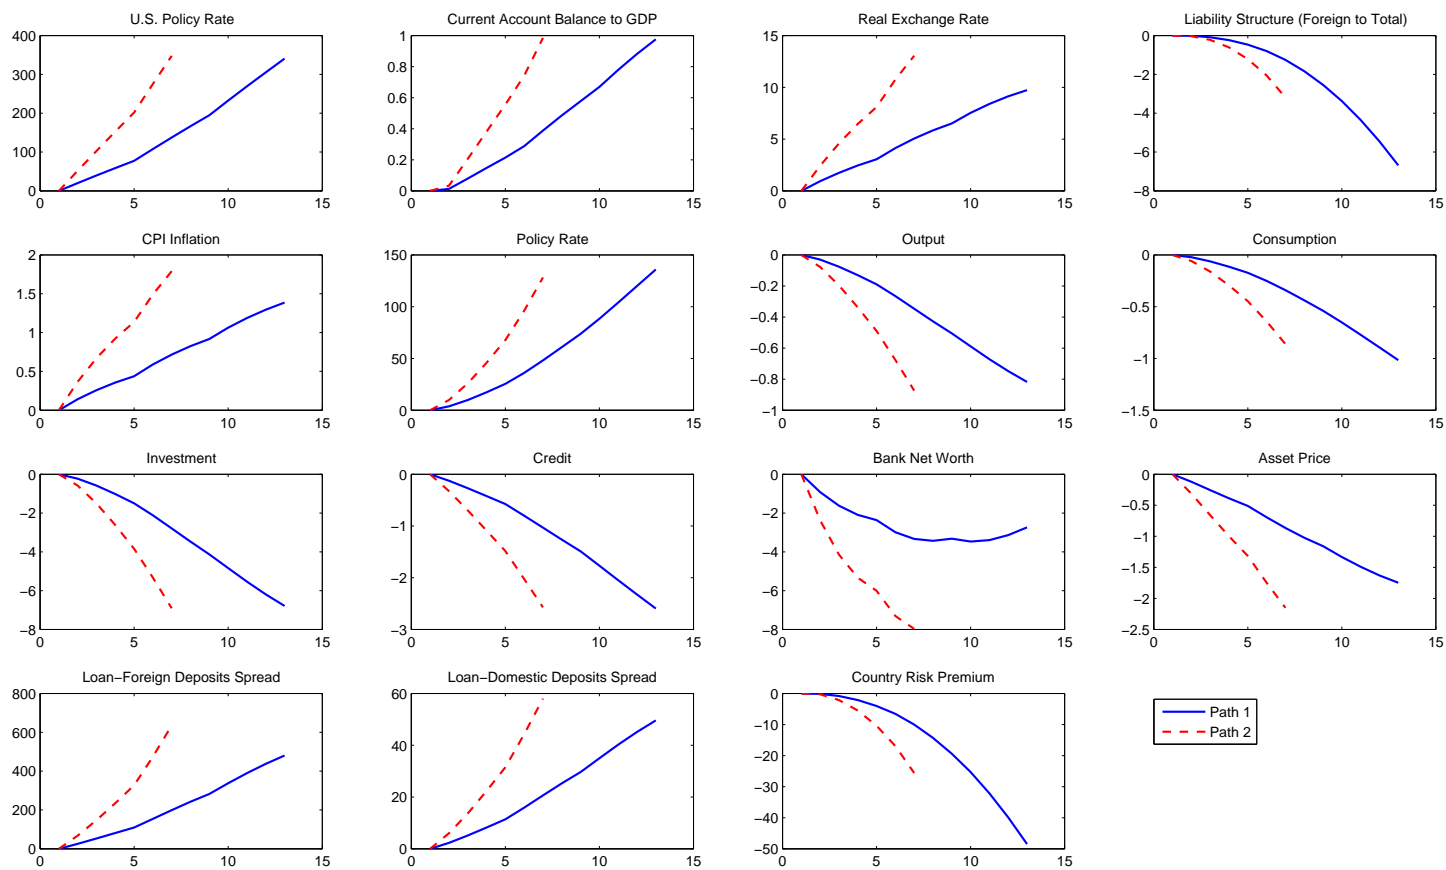 U.S. Policy Rate
400
300
200
100
0
0 5 10 15
Current Account Balance to GDP
1
0.8
0.6
0.4
0.2
0
0 5 10 15
Real Exchange Rate
15
10
5
0
0 5 10 15
Liability Structure (Foreign to Total)
0
−2
−4
−6
−8
0 5 10 15
CPI Inflation
2
1.5
1
0.5
0
0 5 10 15
Policy Rate
150
100
50
0
0 5 10 15
Output
0
−0.2
−0.4
−0.6
−0.8
−1
0 5 10 15
Consumption
0
−0.5
−1
−1.5
0 5 10 15
Investment
0
−2
−4
−6
−8
0 5 10 15
Credit
0
−1
−2
−3
0 5 10 15
Bank Net Worth
0
−2
−4
−6
−8
0 5 10 15
Asset Price
0
−0.5
−1
−1.5
−2
−2.5
0 5 10 15
Loan−Foreign Deposits Spread
800
600
400
200
0
0 5 10 15
Loan−Domestic Deposits Spread
60
40
20
0
0 5 10 15
Country Risk Premium
0
−10
−20
−30
−40
−50
0 5 10 15
Path 1
Path 2